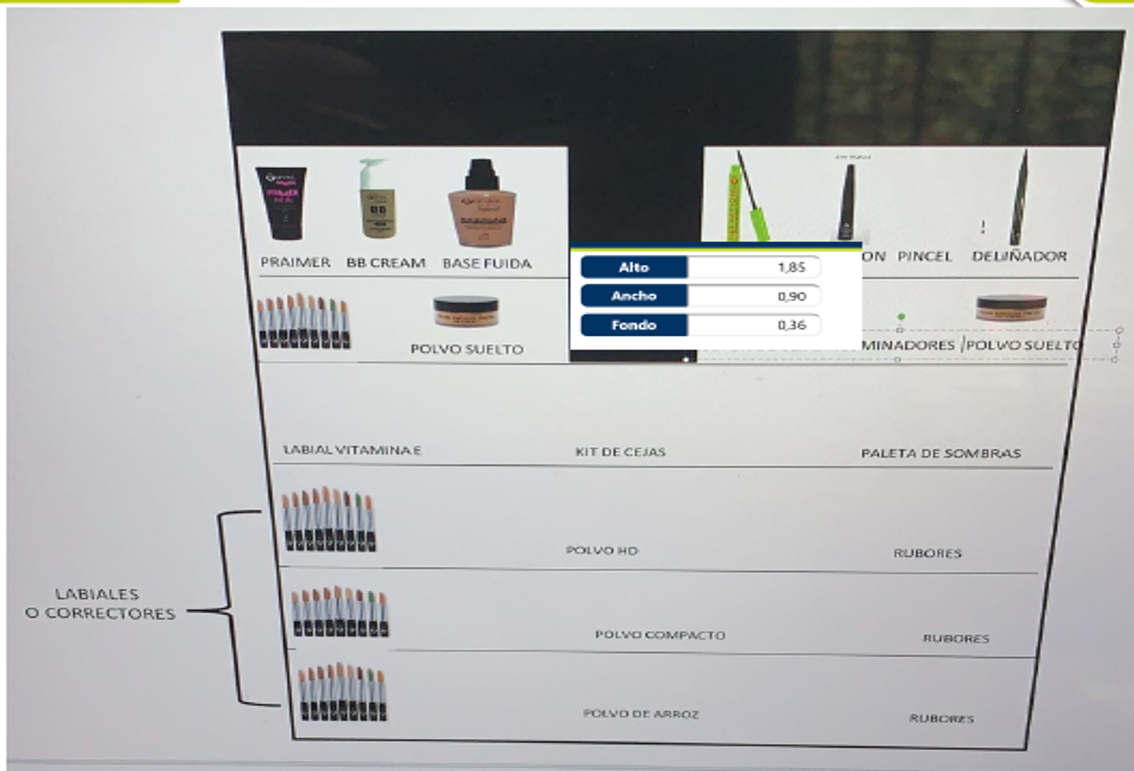 PRAIMER BB CREAM BASE FUIDA
ON PINCEL DELIÑADOR
Alto 1,85
Ancho 0,90
Fondo 0,36
POLVO SUELTO
MINADORES POLVO SUELTO
LABIAL VITAMINA E KIT DE CEJAS PALETA DE SOMBRAS
POLVO HD RUBORES
LABIALES
O CORRECTORES
POLVO COMPACTO RUBORES
POLVO DE ARROZ RUBORES